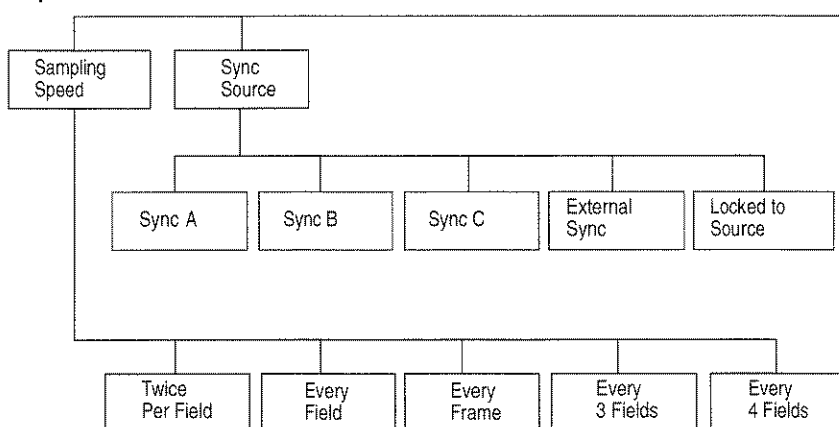 Sampling
Speed
Sync
Source
Sync A
Sync B
Sync C
External
Sync
Locked to
Source
Twice
Per Field
Every
Field
Every
Frame
Every
3 Fields
Every
4 Fields